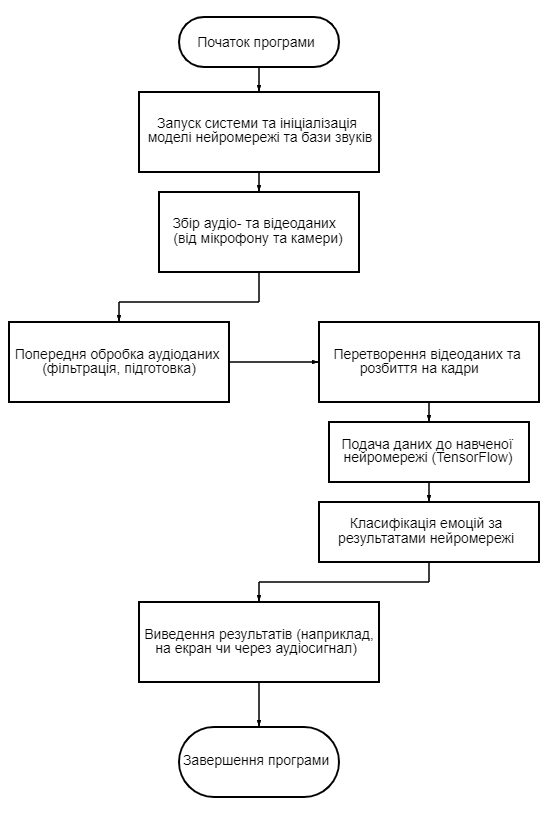 Початок програми
Запуск системи та ініціалізація
моделі нейромережі та бази звуків
Збір аудіо- та відеоданих
(від мікрофону та камери)
Попередня обробка аудіоданих
(фільтрація, підготовка)
Перетворення відеоданих та
розбиття на кадри
Подача даних до навченої
нейромережі (TensorFlow)
Класифікація емоцій за
результатами нейромережі
Виведення результатів (наприклад,
на екран чи через аудіосигнал)
Завершення програми